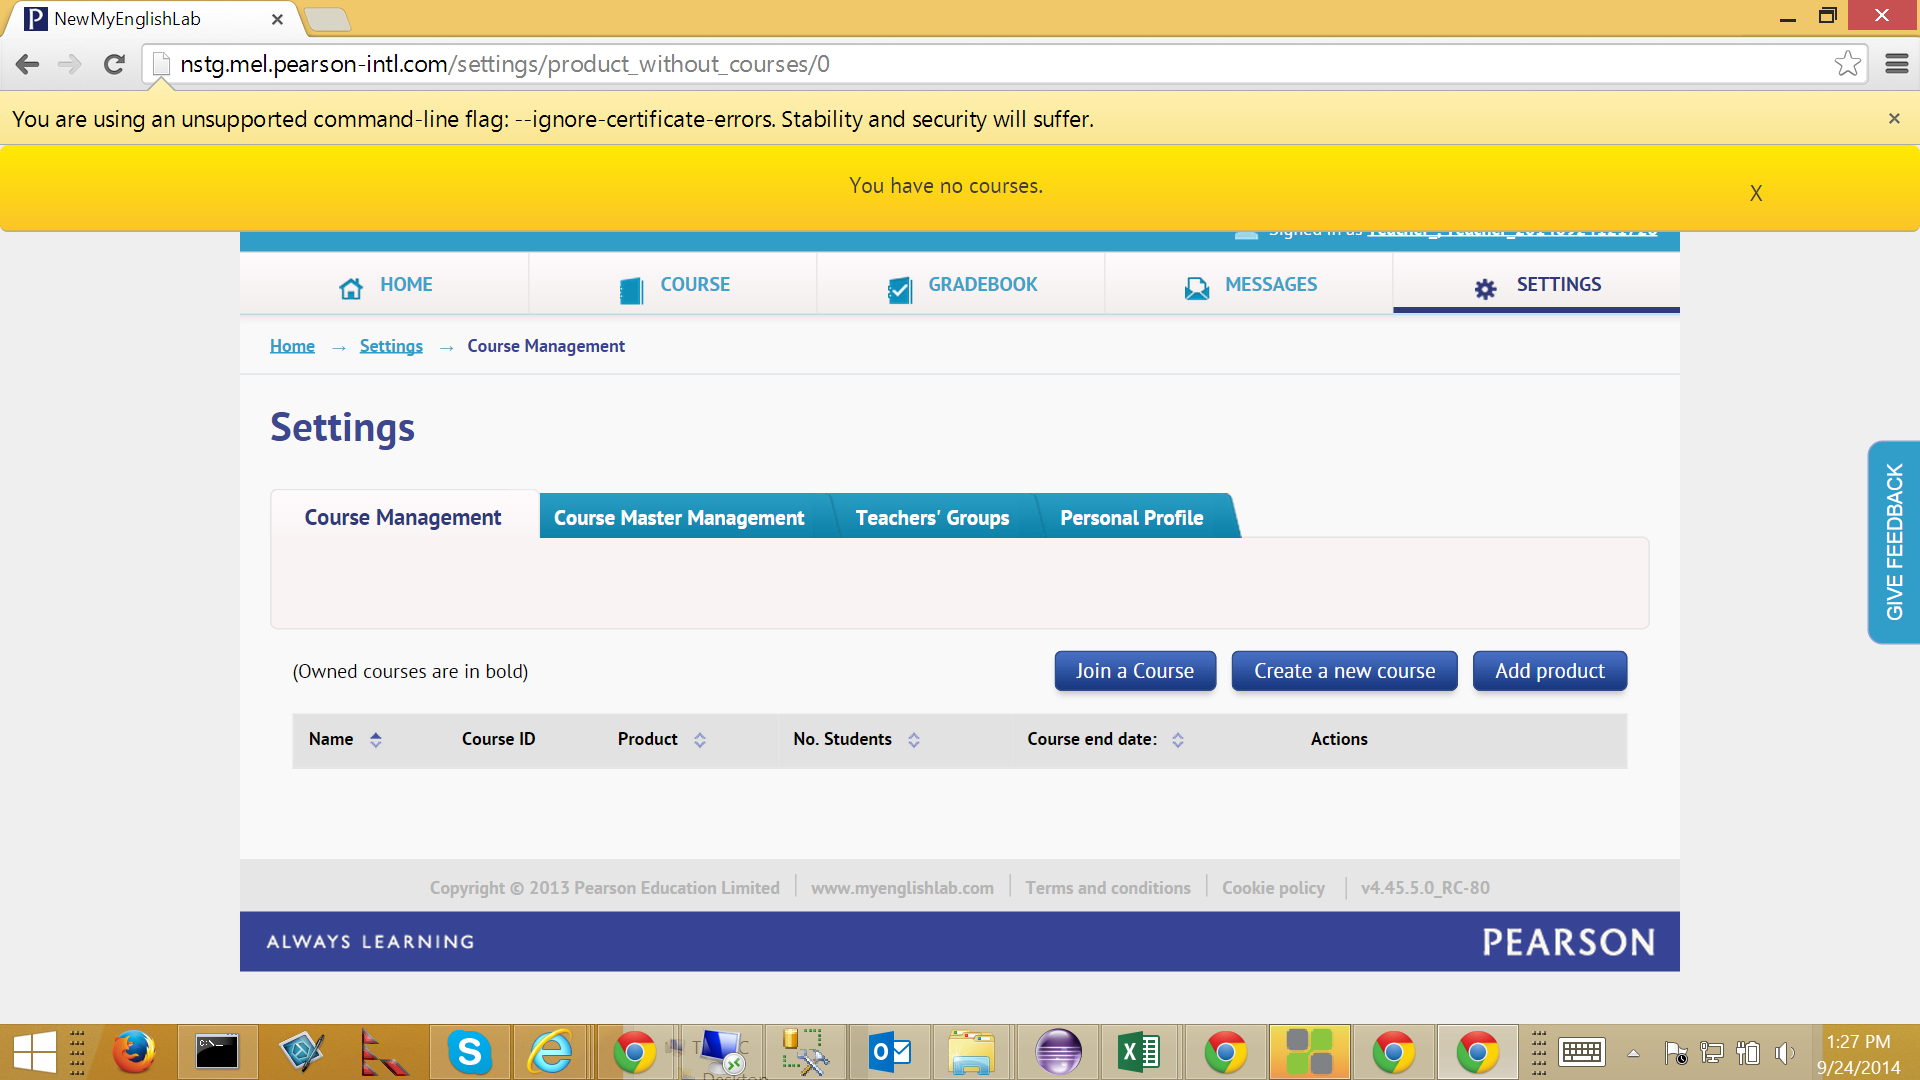 NewMyEnglishLab
nstg.mel.pearson-intl.com/settings/product_without_courses/0
You are using an unsupported command-line flag: --ignore-certificate-errors. Stability and security will suffer.
You have no courses.
X
Signed in as
HOME COURSE GRADEBOOK MESSAGES SETTINGS
Home → Settings → Course Management
Settings
Course Management Course Master Management Teachers' Groups Personal Profile
GIVE FEEDBACK
(Owned courses are in bold) Join a Course Create a new course Add product
Name Course ID Product No. Students Course end date: Actions
Copyright © 2013 Pearson Education Limited www.myenglishlab.com Terms and conditions Cookie policy v4.45.5.0_RC-80
ALWAYS LEARNING PEARSON
1:27 PM
9/24/2014